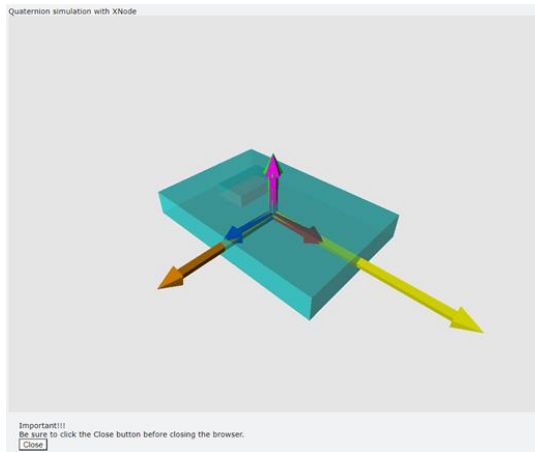 Quaternion simulation with XNode
Important!!!
Be sure to click the Close button before closing the browser.
Close